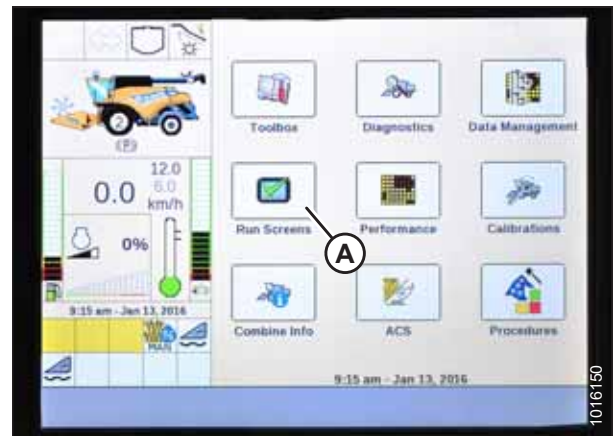 Toolbox
Diagnostics
Data Management
2
(P)
12.0
6.0
km/h
0.0
Run Screens
Performance
Calibrations
A
0%
9:15 am - Jan 13, 2016
MAN
Combine Info
ACS
Procedures
9:15 am - Jan 13, 2016
1016150